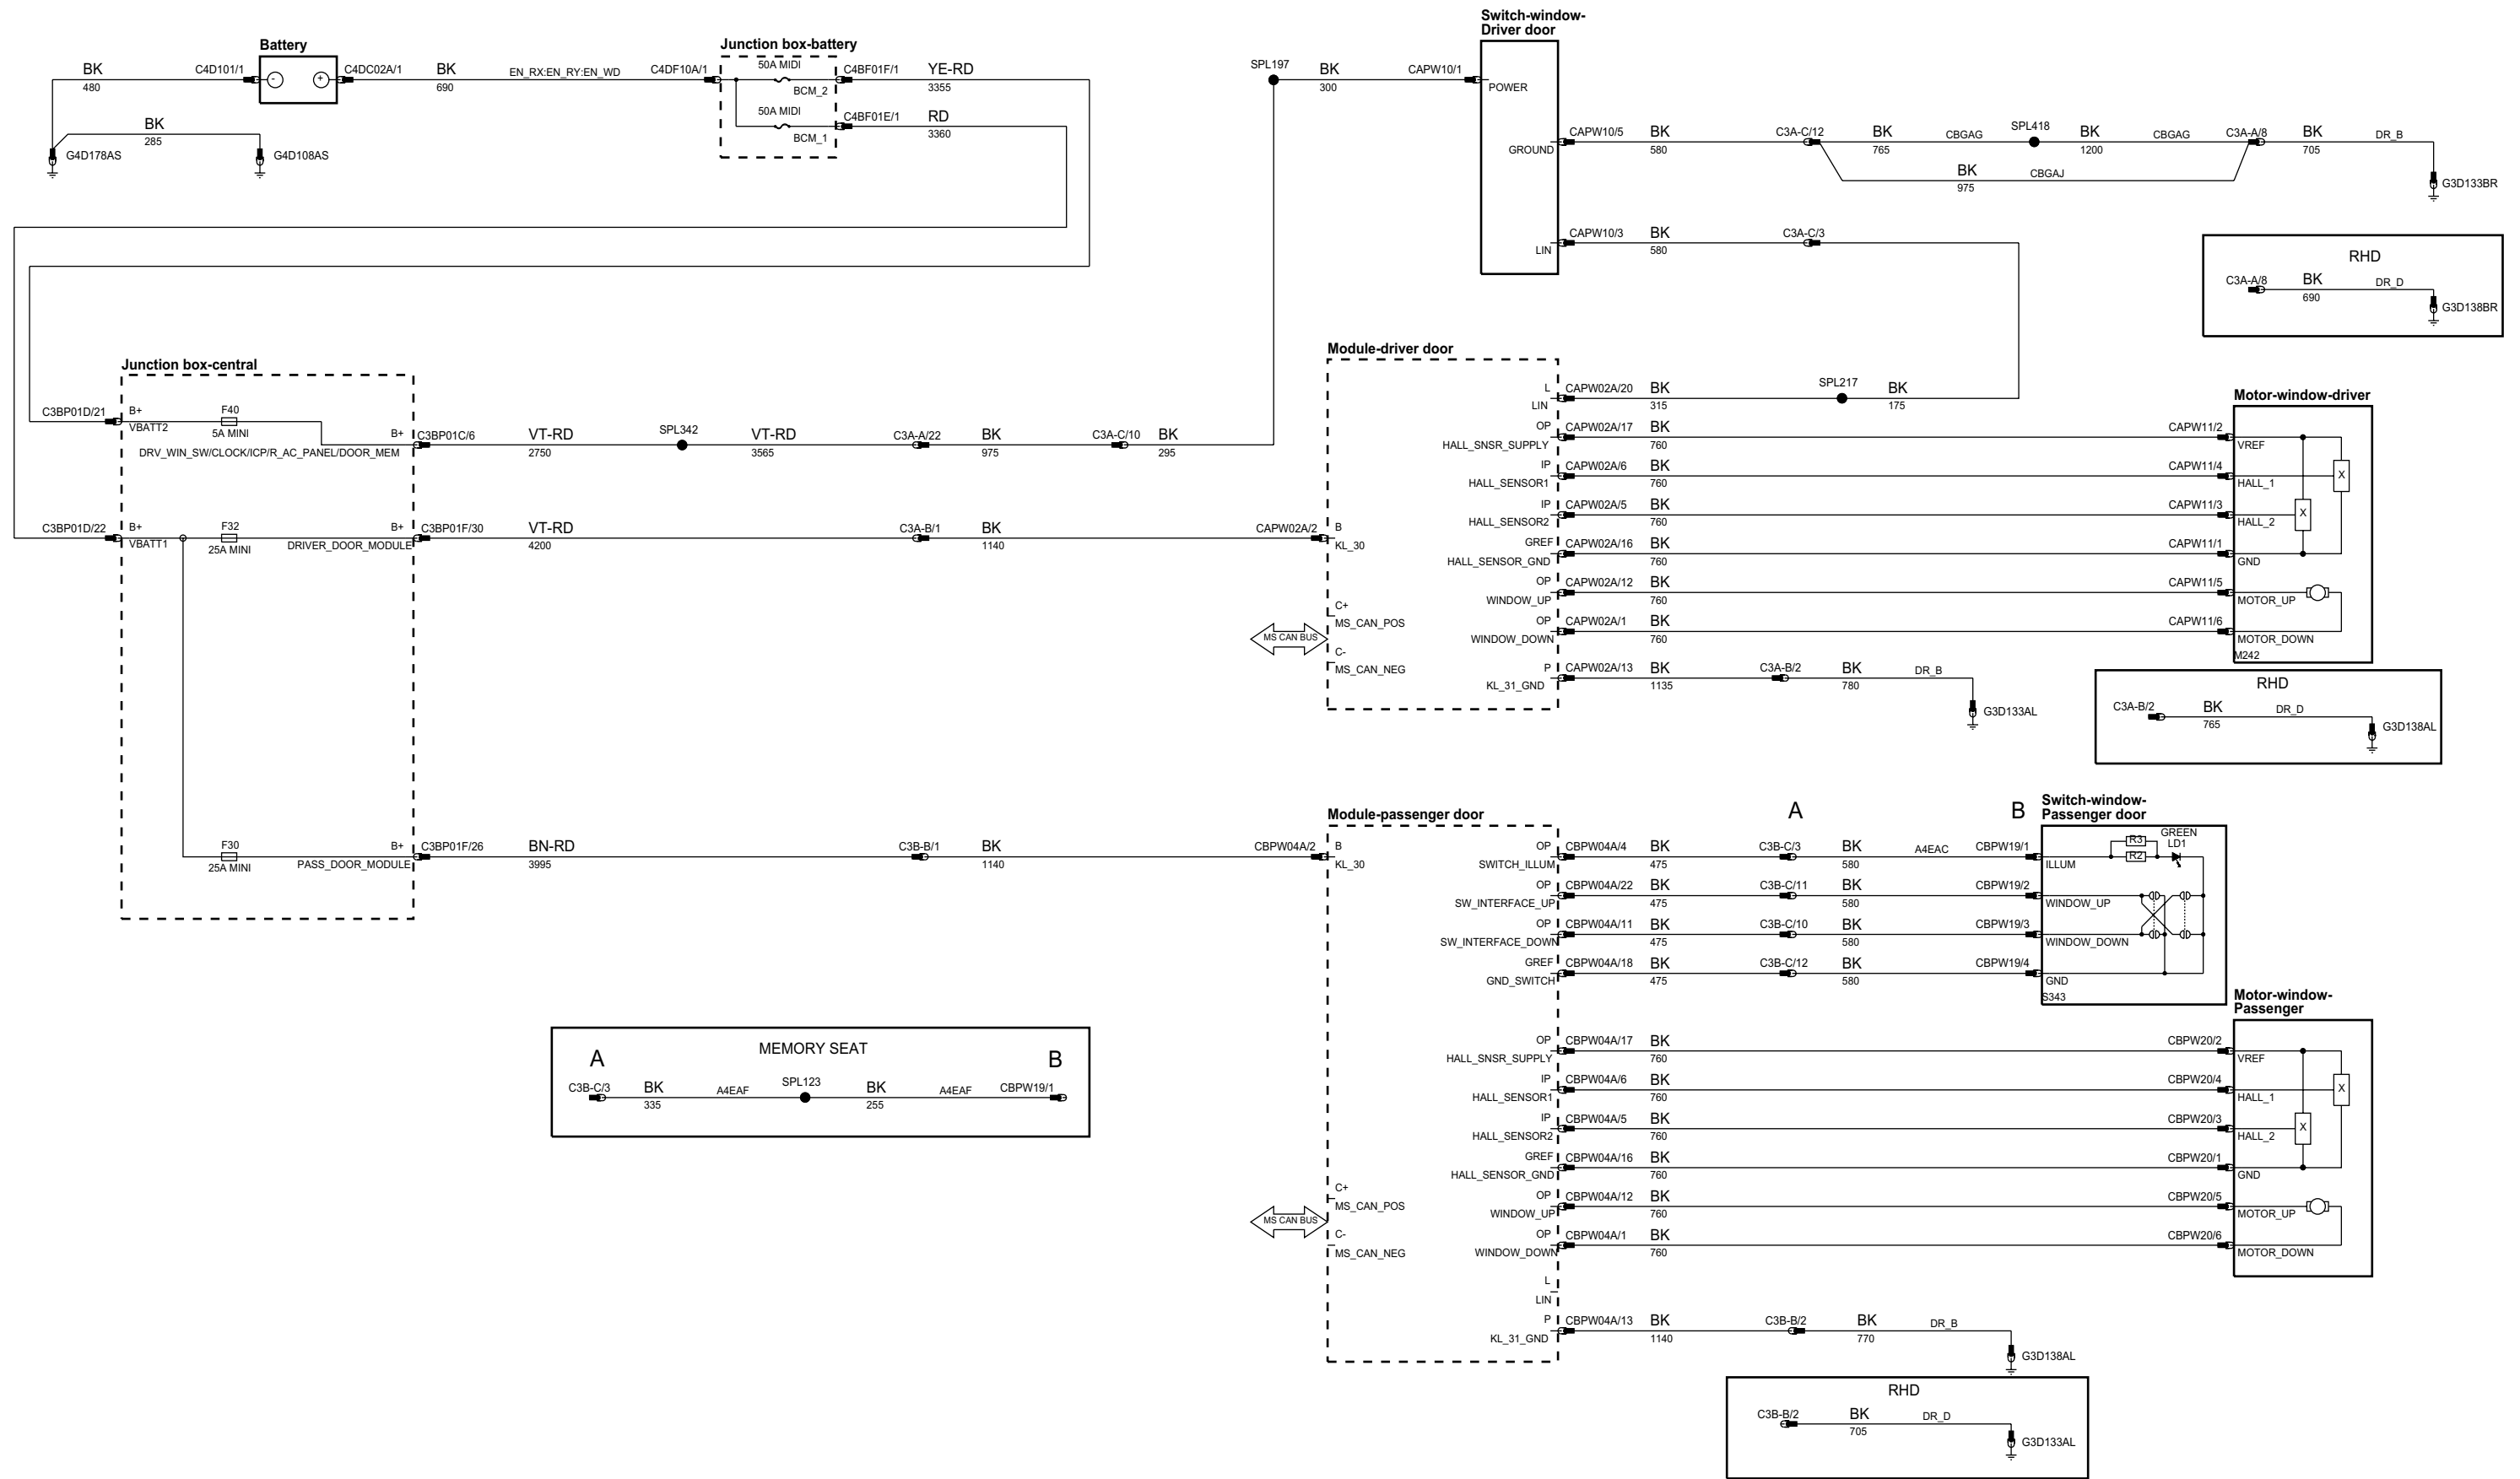 Switch-window-
Driver door
Battery
Junction box-battery
BK
480
C4D101/1
-
+
C4DC02A/1
BK
690
EN_RX:EN_RY:EN_WD
C4DF10A/1
50A MIDI
BCM_2
C4BF01F/1
YE-RD
3355
50A MIDI
BCM_1
C4BF01E/1
RD
3360
BK
285
G4D178AS
G4D108AS
SPL197
BK
300
CAPW10/1
POWER
GROUND
CAPW10/5
BK
580
C3A-C/12
BK
765
CBGAG
SPL418
BK
1200
CBGAG
C3A-A/8
BK
705
DR_B
BK
975
CBGAJ
G3D133BR
LIN
CAPW10/3
BK
580
C3A-C/3
RHD
C3A-A/8
BK
690
DR_D
G3D138BR
Junction box-central
C3BP01D/21
B+
VBATT2
F40
5A MINI
B+
DRV_WIN_SW/CLOCK/ICP/R_AC_PANEL/DOOR_MEM
C3BP01C/6
VT-RD
2750
SPL342
VT-RD
3565
C3A-A/22
BK
975
C3A-C/10
BK
295
C3BP01D/22
B+
VBATT1
F32
25A MINI
B+
DRIVER_DOOR_MODULE
C3BP01F/30
VT-RD
4200
C3A-B/1
BK
1140
CAPW02A/2
F30
25A MINI
B+
PASS_DOOR_MODULE
C3BP01F/26
BN-RD
3995
C3B-B/1
BK
1140
CBPW04A/2
Module-driver door
B
KL_30
C+
MS_CAN_POS
MS CAN BUS
C-
MS_CAN_NEG
L
LIN
CAPW02A/20
BK
315
SPL217
BK
175
OP
HALL_SNSR_SUPPLY
CAPW02A/17
BK
760
CAPW11/2
IP
HALL_SENSOR1
CAPW02A/6
BK
760
CAPW11/4
IP
HALL_SENSOR2
CAPW02A/5
BK
760
CAPW11/3
GREF
HALL_SENSOR_GND
CAPW02A/16
BK
760
CAPW11/1
OP
WINDOW_UP
CAPW02A/12
BK
760
CAPW11/5
OP
WINDOW_DOWN
CAPW02A/1
BK
760
CAPW11/6
P
KL_31_GND
CAPW02A/13
BK
1135
C3A-B/2
BK
780
DR_B
G3D133AL
Motor-window-driver
VREF
HALL_1
X
HALL_2
X
GND
MOTOR_UP
MOTOR_DOWN
M242
RHD
C3A-B/2
BK
765
DR_D
G3D138AL
Module-passenger door
B
KL_30
C+
MS_CAN_POS
MS CAN BUS
C-
MS_CAN_NEG
A
B
OP
SWITCH_ILLUM
CBPW04A/4
BK
475
C3B-C/3
BK
580
A4EAC
CBPW19/1
OP
SW_INTERFACE_UP
CBPW04A/22
BK
475
C3B-C/11
BK
580
CBPW19/2
OP
SW_INTERFACE_DOWN
CBPW04A/11
BK
475
C3B-C/10
BK
580
CBPW19/3
GREF
GND_SWITCH
CBPW04A/18
BK
475
C3B-C/12
BK
580
CBPW19/4
Switch-window-
Passenger door
R3
R2
GREEN
LD1
ILLUM
WINDOW_UP
WINDOW_DOWN
GND
S343
OP
HALL_SNSR_SUPPLY
CBPW04A/17
BK
760
CBPW20/2
IP
HALL_SENSOR1
CBPW04A/6
BK
760
CBPW20/4
IP
HALL_SENSOR2
CBPW04A/5
BK
760
CBPW20/3
GREF
HALL_SENSOR_GND
CBPW04A/16
BK
760
CBPW20/1
OP
WINDOW_UP
CBPW04A/12
BK
760
CBPW20/5
OP
WINDOW_DOWN
CBPW04A/1
BK
760
CBPW20/6
L
LIN
P
KL_31_GND
CBPW04A/13
BK
1140
C3B-B/2
BK
770
DR_B
G3D138AL
Motor-window-
Passenger
VREF
HALL_1
X
HALL_2
X
GND
MOTOR_UP
MOTOR_DOWN
MEMORY SEAT
A
B
C3B-C/3
BK
335
A4EAF
SPL123
BK
255
A4EAF
CBPW19/1
RHD
C3B-B/2
BK
705
DR_D
G3D133AL